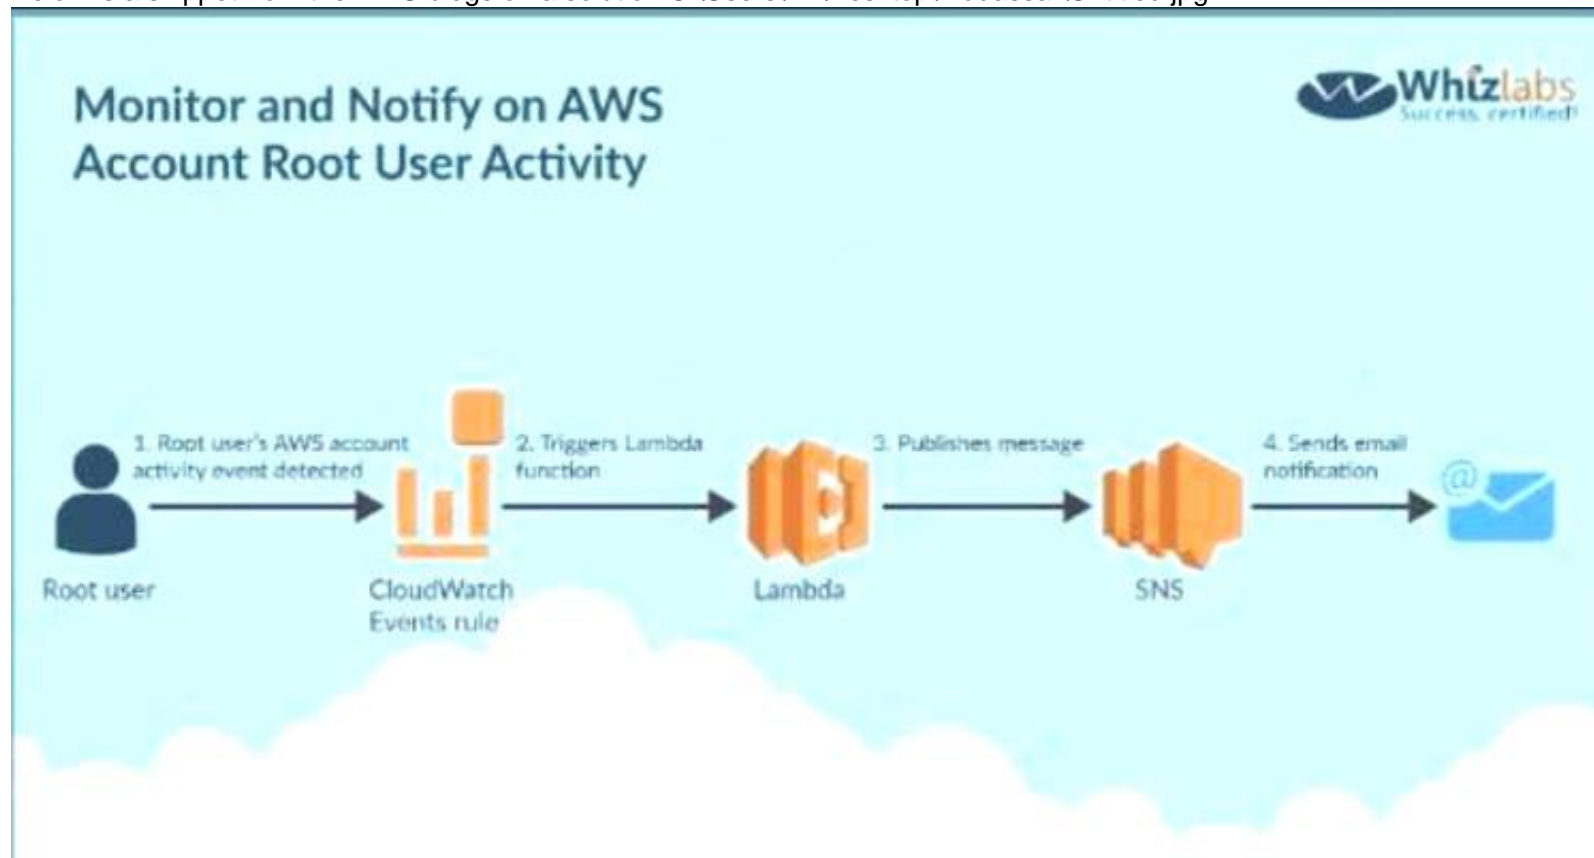 Monitor and Notify on AWS
Account Root User Activity
Whizlabs
Success, certified!
1. Root user's AWS account
activity event detected
2. Triggers Lambda
function
3. Publishes message
4. Sends email
notification
@
Root user
CloudWatch
Events rule
Lambda
SNS